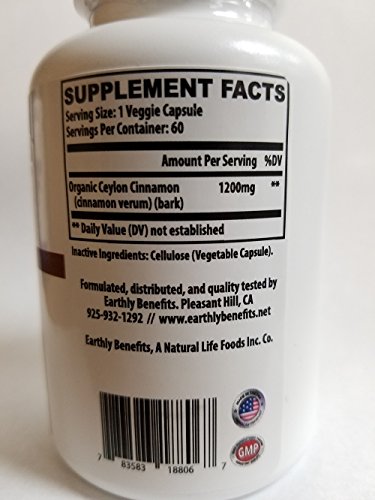 SUPPLEMENT FACTS
Serving Size: 1 Veggie Capsule
Servings Per Container: 60
Amount Per Serving %DV
Organic Ceylon Cinnamon 1200mg **
(cinnamon verum) (bark)
** Daily Value (DV) not established
Inactive Ingredients: Cellulose (Vegetable Capsule).
Formulated, distributed, and quality tested by
Earthly Benefits. Pleasant Hill, CA
925-932-1292 // www.earthlybenefits.net
Earthly Benefits, A Natural Life Foods Inc. Co.
GMP
7 83583 18806 7